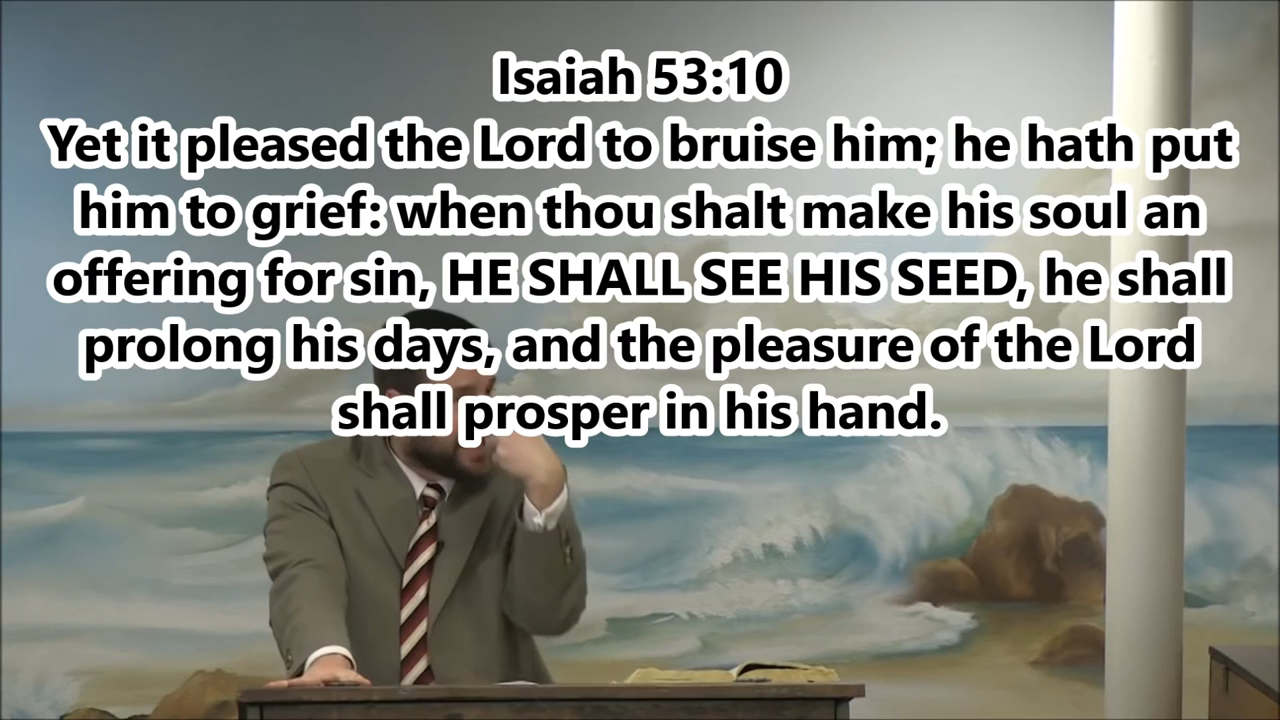 Isaiah 53:10
Yet it pleased the Lord to bruise him; he hath put
him to grief: when thou shalt make his soul an
offering for sin, HE SHALL SEE HIS SEED, he shall
prolong his days, and the pleasure of the Lord
shall prosper in his hand.